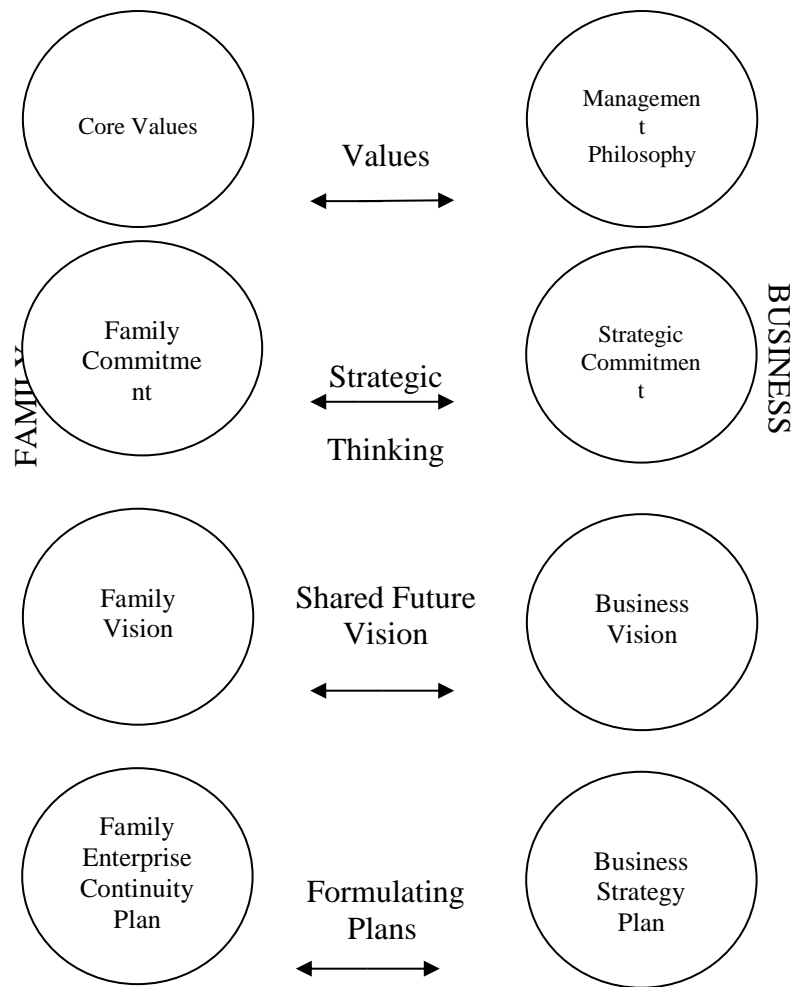 Core Values
Values
Managemen
t
Philosophy
FAMILY
Family
Commitme
nt
Strategic
Thinking
Strategic
Commitmen
t
BUSINESS
Family
Vision
Shared Future
Vision
Business
Vision
Family
Enterprise
Continuity
Plan
Formulating
Plans
Business
Strategy
Plan